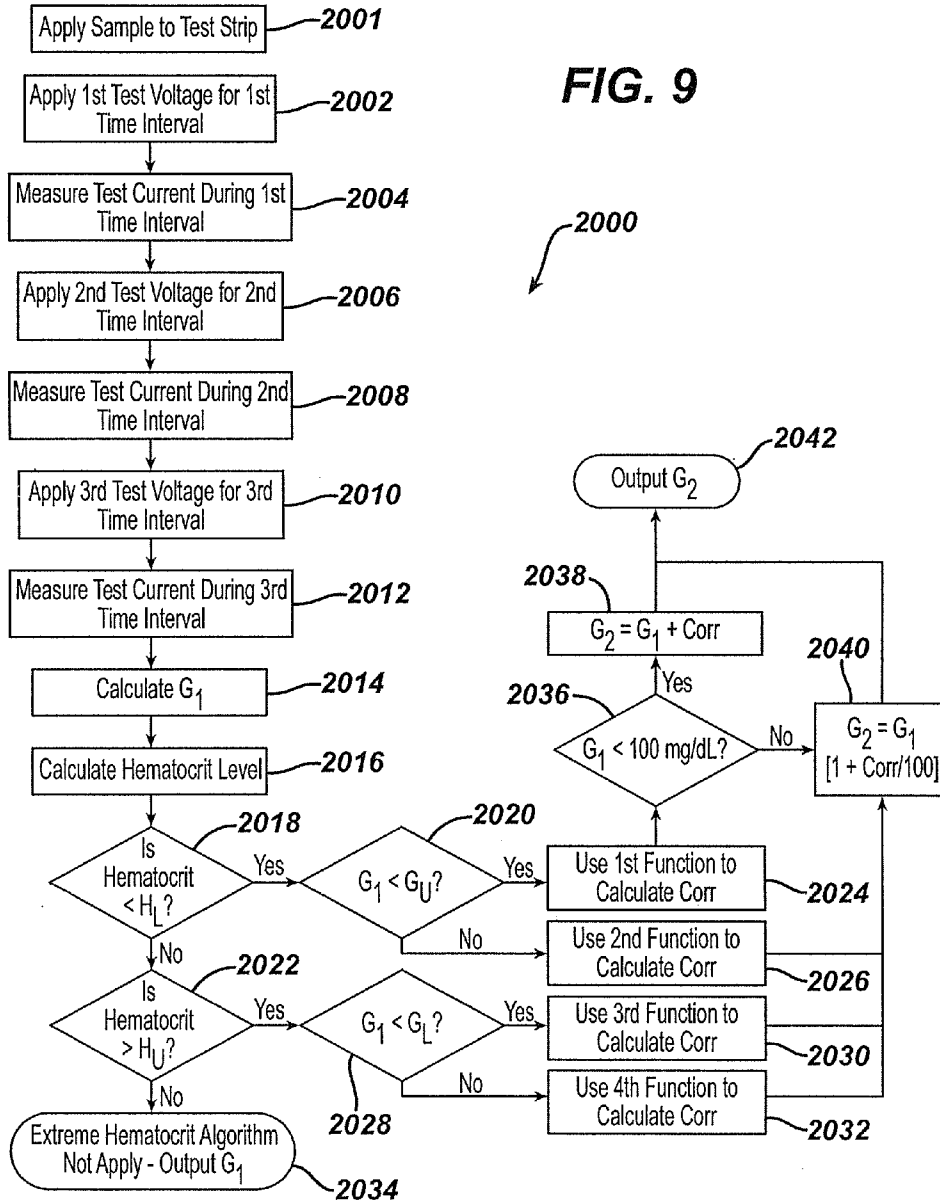 Apply Sample to Test Strip
2001
FIG. 9
Apply 1st Test Voltage for 1st
Time Interval
2002
Measure Test Current During 1st
Time Interval
2004
2000
Apply 2nd Test Voltage for 2nd
Time Interval
2006
Measure Test Current During 2nd
Time Interval
2008
Apply 3rd Test Voltage for 3rd
Time Interval
2010
Measure Test Current During 3rd
Time Interval
2012
Calculate G1
2014
Calculate Hematocrit Level
2016
Is
Hematocrit
< HL?
2018
Yes
No
G1 < GU?
2020
Yes
No
Use 1st Function to
Calculate Corr
2024
Use 2nd Function to
Calculate Corr
2026
Is
Hematocrit
> HU?
2022
Yes
No
G1 < GL?
2028
Yes
No
Use 3rd Function to
Calculate Corr
2030
Use 4th Function to
Calculate Corr
2032
Extreme Hematocrit Algorithm
Not Apply - Output G1
2034
G1 < 100 mg/dL?
2036
Yes
No
G2 = G1 + Corr
2038
G2 = G1
[1 + Corr/100]
2040
Output G2
2042